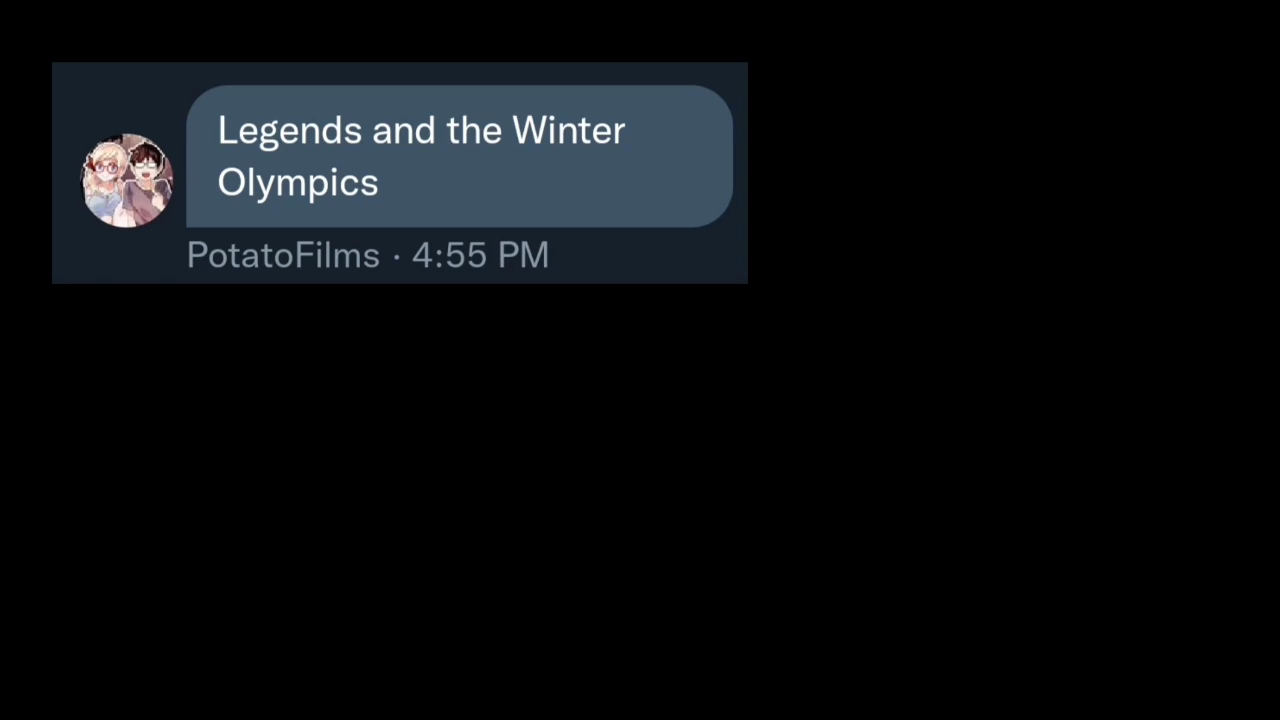 Legends and the Winter
Olympics
PotatoFilms · 4:55 PM